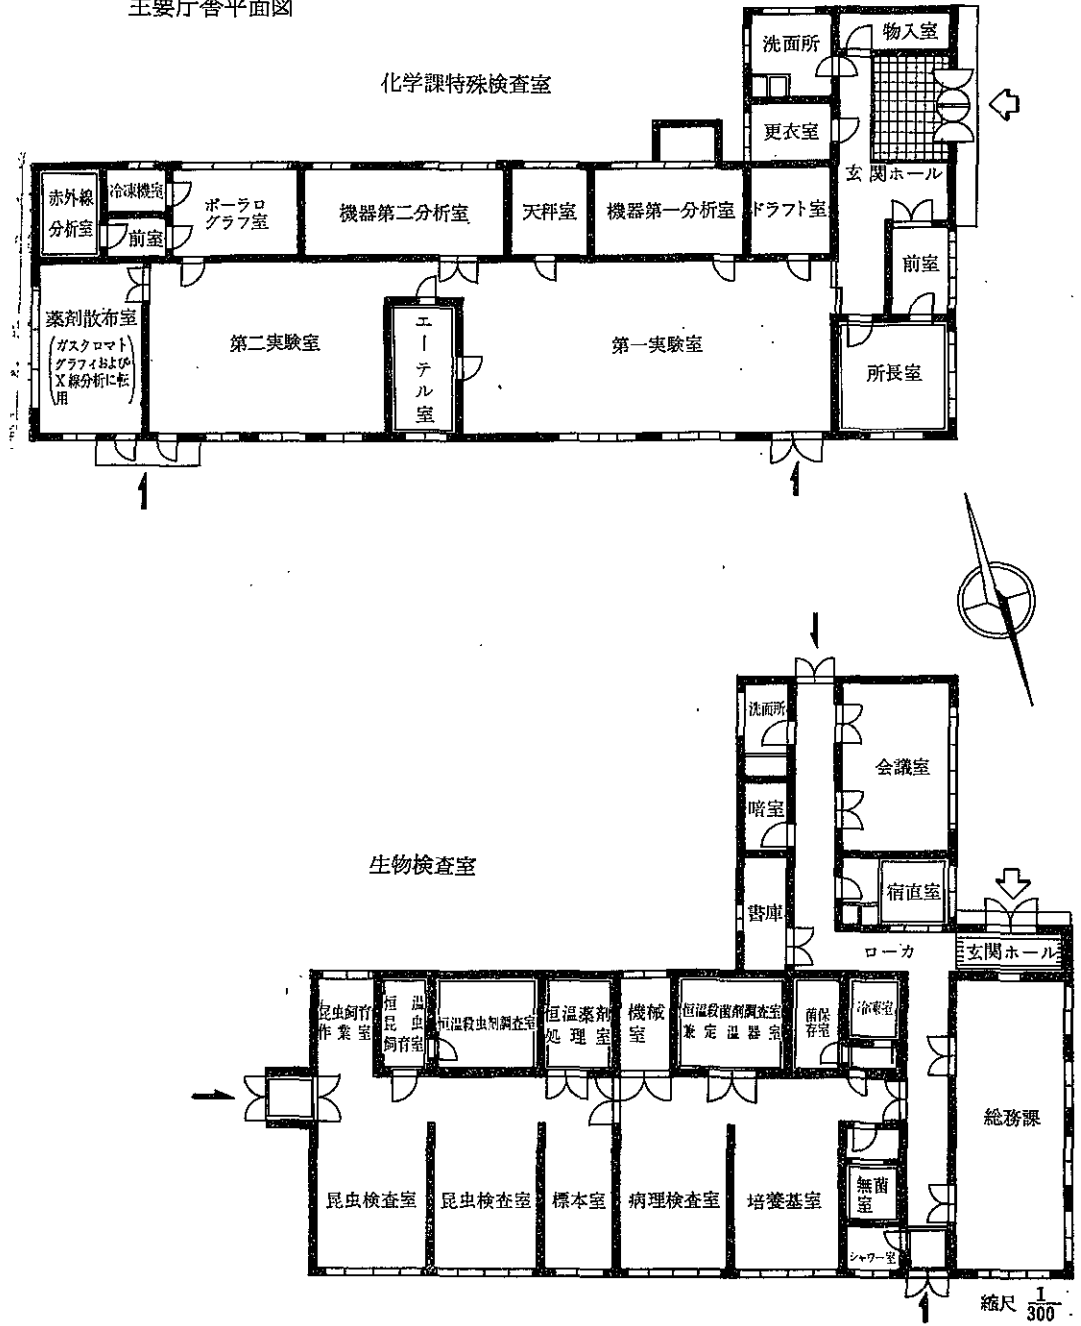 主要庁舎平面図
化学課特殊検査室
洗面所
物入室
更衣室
玄関ホール
赤外線
分析室
冷凍機室
前室
ポーラロ
グラフ室
機器第二分析室
天秤室
機器第一分析室
ドラフト室
前室
薬剤散布室
(ガスクロマト
グラフィおよび
X線分析に転
用)
第二実験室
エーテル室
第一実験室
所長室
生物検査室
洗面所
会議室
暗室
宿直室
書庫
ローカ
玄関ホール
昆虫飼育
作業室
恒温
昆虫
飼育室
恒温殺虫剤調査室
恒温薬剤
処理室
機械
室
恒温殺菌剤調査室
兼定温器室
菌保
存室
冷凍室
総務課
昆虫検査室
昆虫検査室
標本室
病理検査室
培養基室
無菌
室
シャワー室
縮尺 1/300